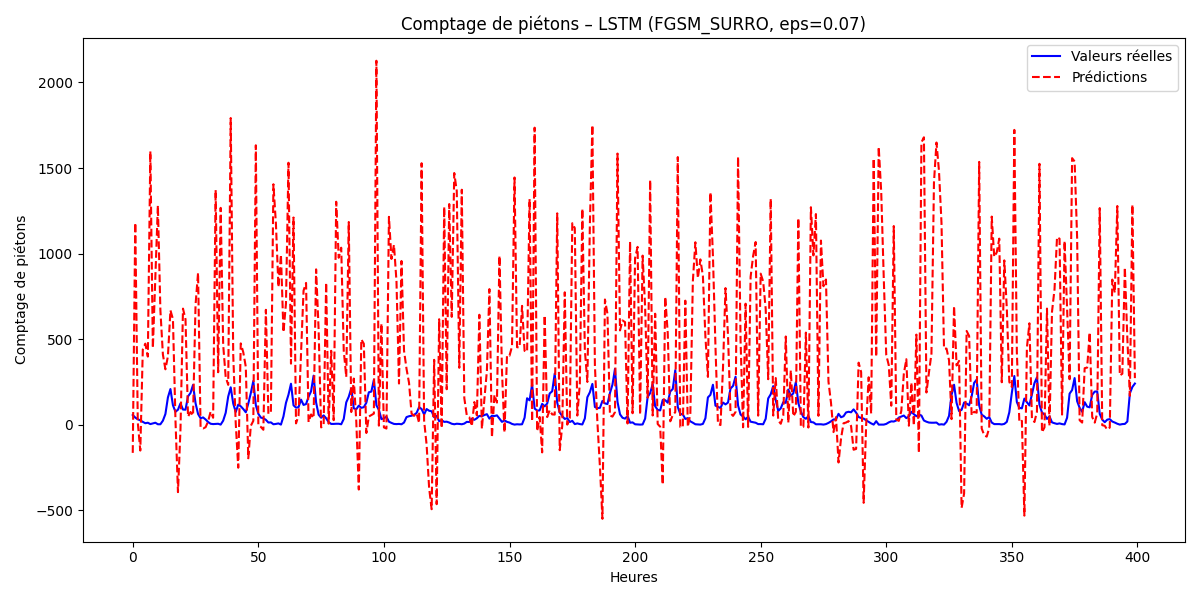 Comptage de piétons – LSTM (FGSM_SURRO, eps=0.07)
Valeurs réelles
Prédictions
Comptage de piétons
2000
1500
1000
500
0
−500
0 50 100 150 200 250 300 350 400
Heures